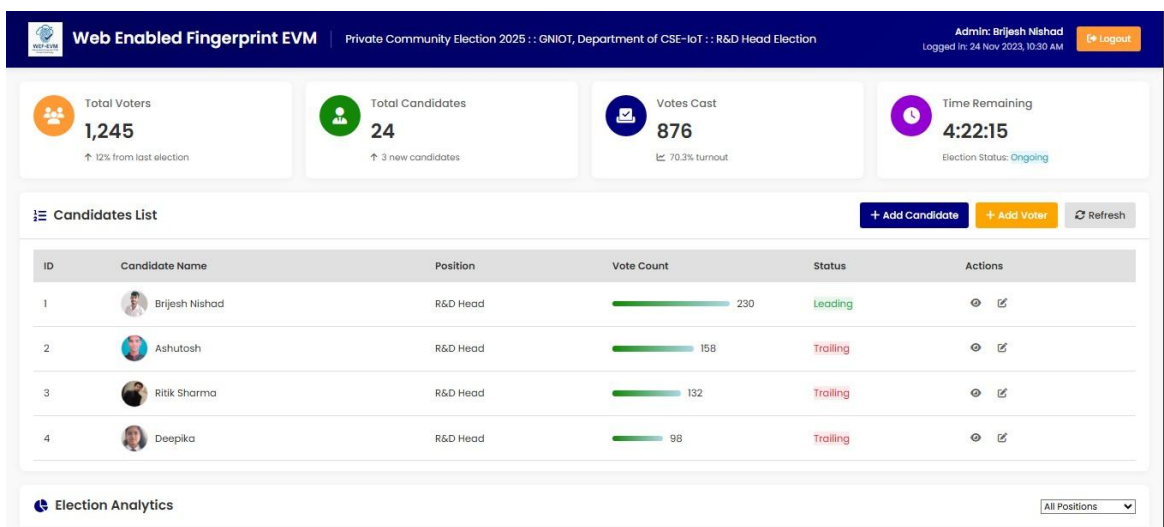 WEF-EVM
Web Enabled Fingerprint EVM
Private Community Election 2025 : : GNIOT, Department of CSE-IoT : : R&D Head Election
Admin: Brijesh Nishad
Logged in: 24 Nov 2023, 10:30 AM
Logout
Total Voters
1,245
↑ 12% from last election
Total Candidates
24
↑ 3 new candidates
Votes Cast
876
70.3% turnout
Time Remaining
4:22:15
Election Status: Ongoing
Candidates List
+ Add Candidate
+ Add Voter
Refresh
ID Candidate Name Position Vote Count Status Actions
1 Brijesh Nishad R&D Head 230 Leading
2 Ashutosh R&D Head 158 Trailing
3 Ritik Sharma R&D Head 132 Trailing
4 Deepika R&D Head 98 Trailing
Election Analytics
All Positions